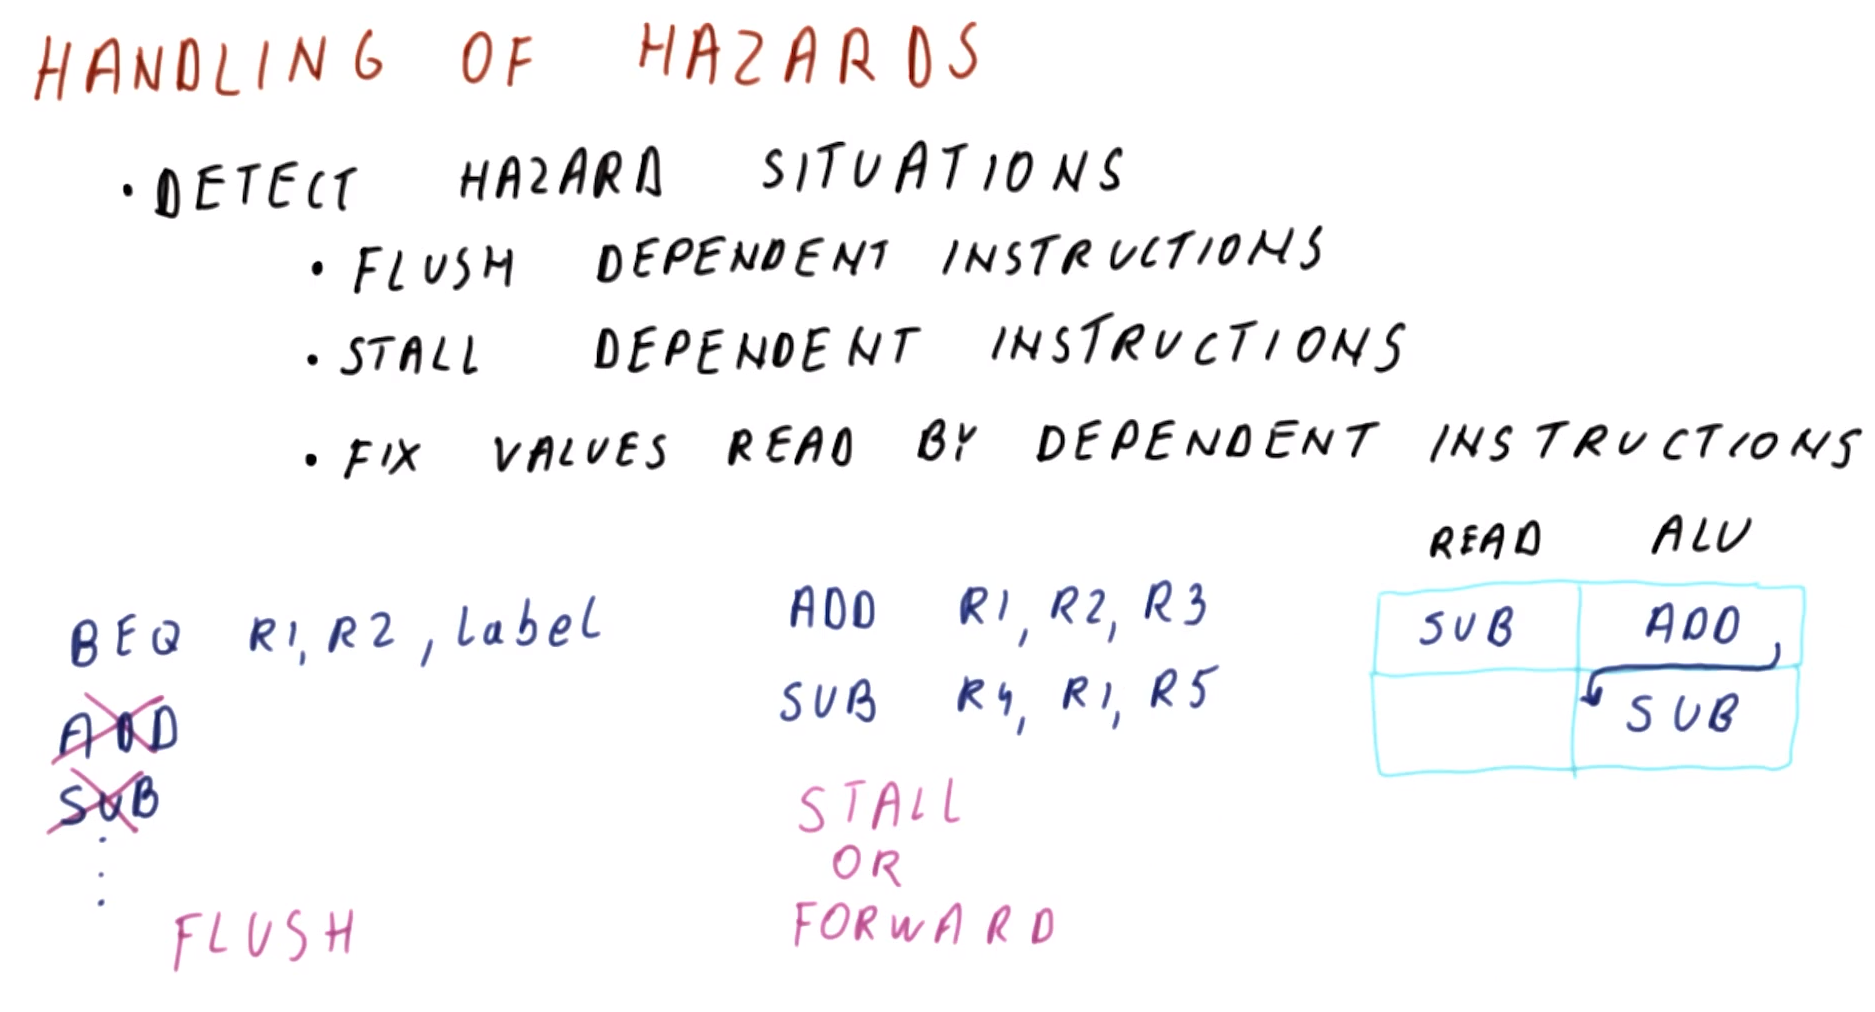 HANDLING OF HAZARDS
• DETECT HAZARD SITUATIONS
• FLUSH DEPENDENT INSTRUCTIONS
• STALL DEPENDENT INSTRUCTIONS
• FIX VALUES READ BY DEPENDENT INSTRUCTIONS
BEQ R1, R2, Label
ADD
SUB
FLUSH
ADD R1, R2, R3
SUB R4, R1, R5
STALL
OR
FORWARD
READ ALU
SUB ADD
SUB